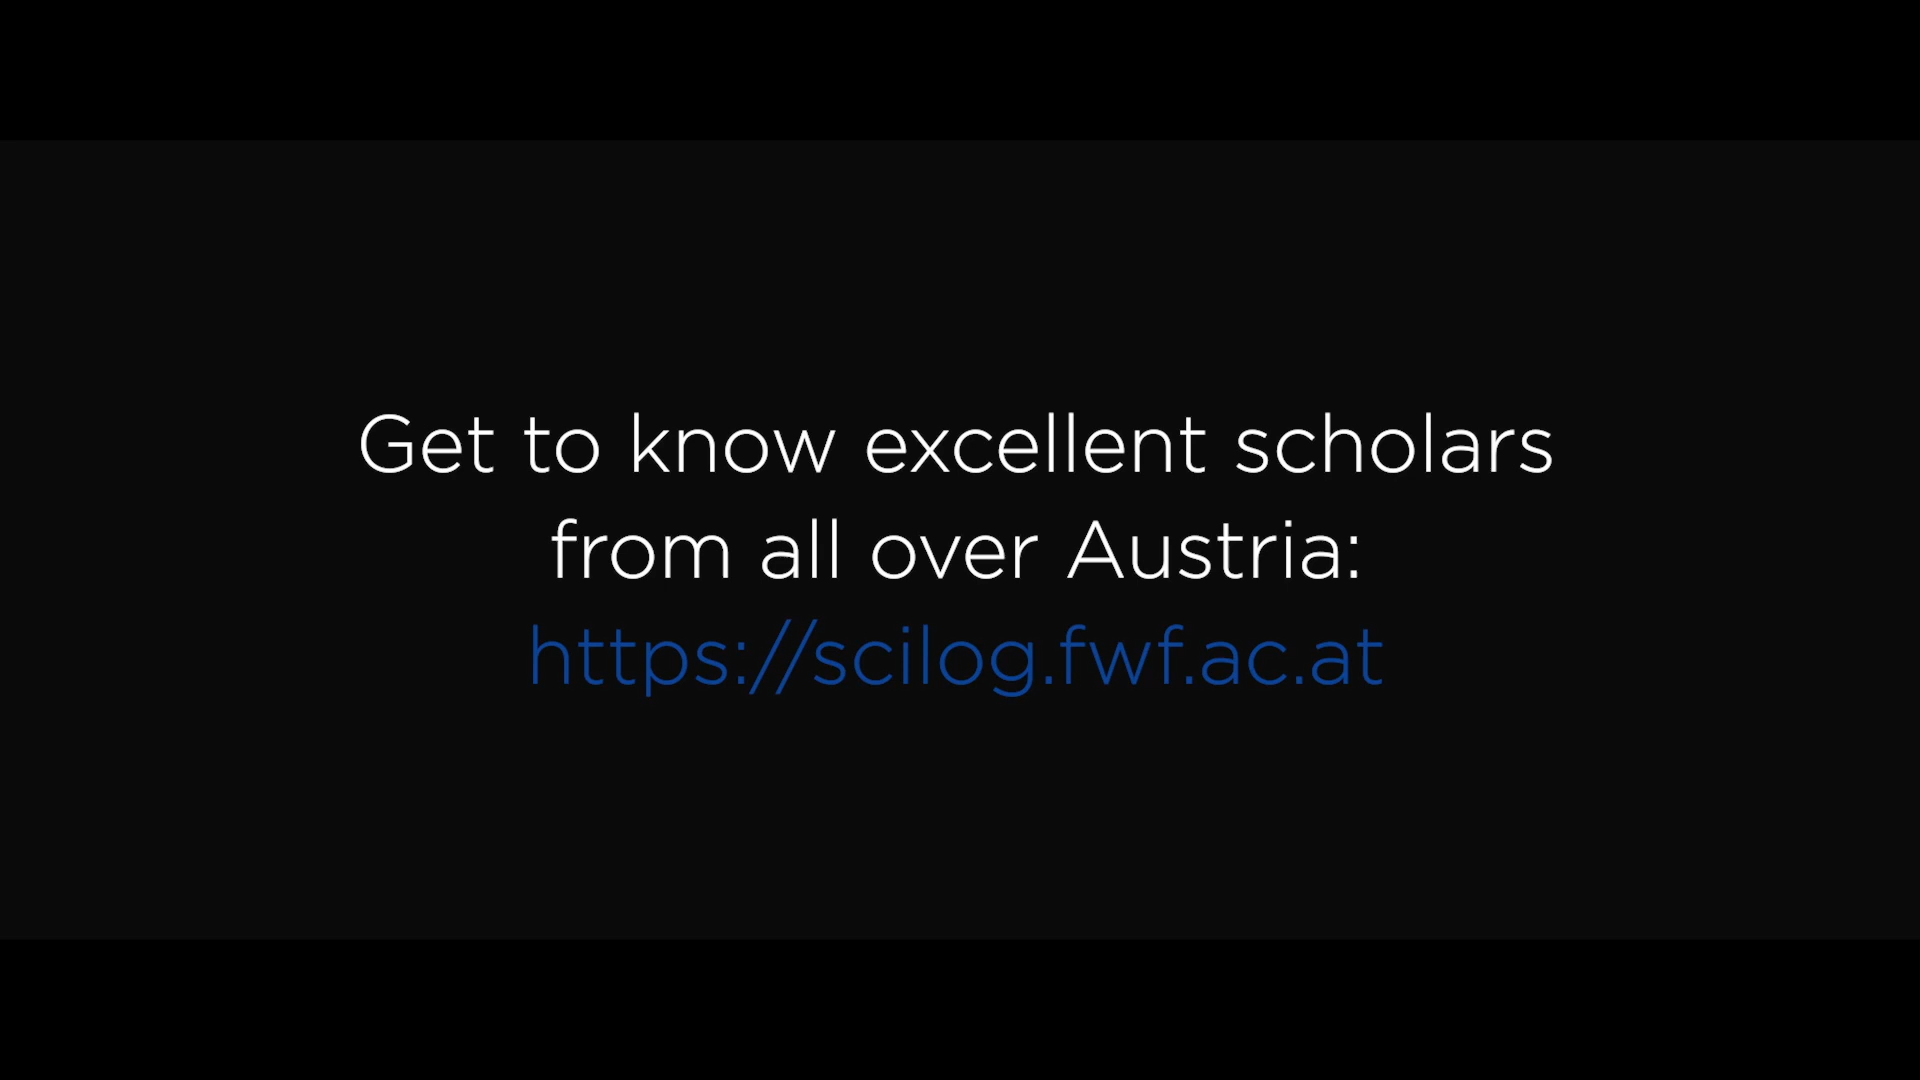 Get to know excellent scholars
from all over Austria:
https://scilog.fwf.ac.at